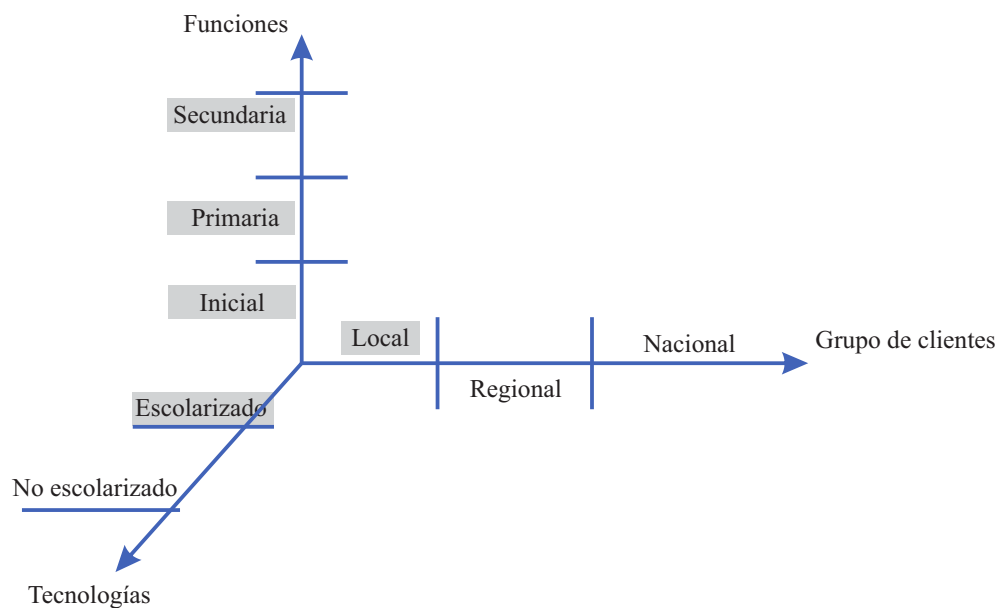 Funciones
Secundaria
Primaria
Inicial
Local
Nacional
Grupo de clientes
Regional
Escolarizado
No escolarizado
Tecnologías